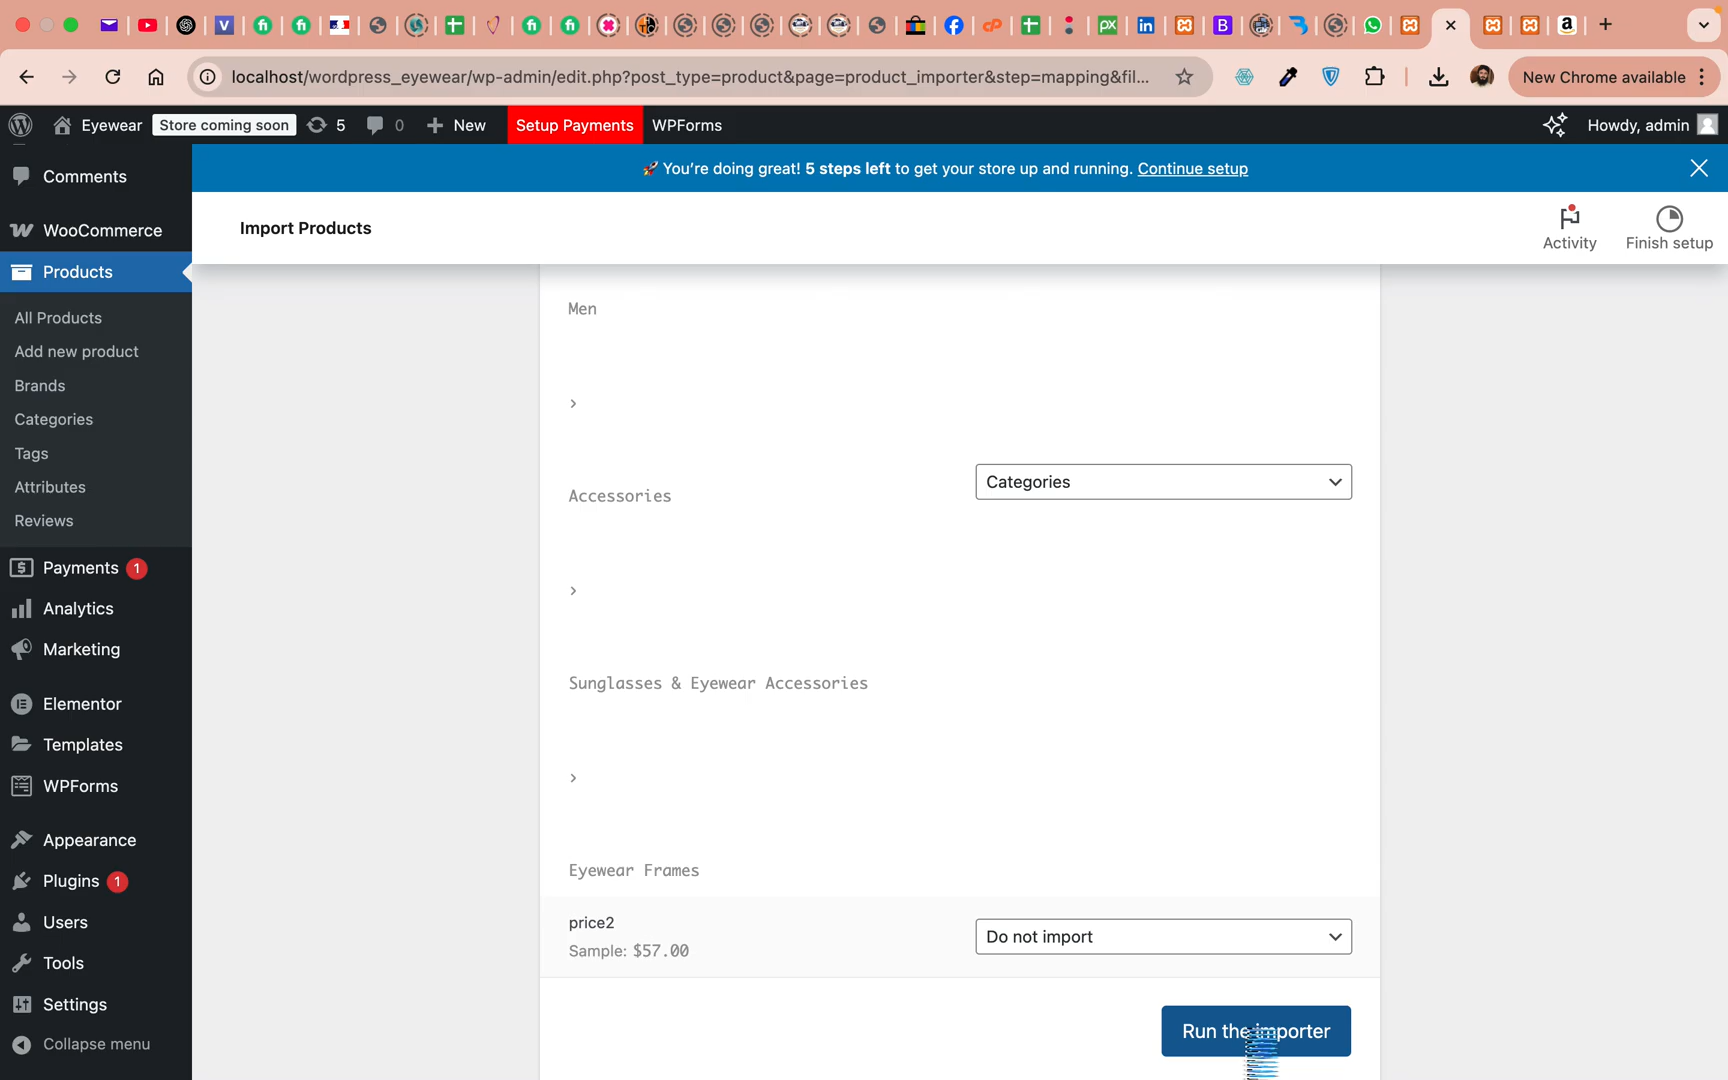 localhost/wordpress_eyewear/wp-admin/edit.php?post_type=product&page=product_importer&step=mapping&fil...
New Chrome available
Eyewear
Store coming soon
5
0
New
Setup Payments
WPForms
Howdy, admin
Comments
WooCommerce
Products
All Products
Add new product
Brands
Categories
Tags
Attributes
Reviews
Payments 1
Analytics
Marketing
Elementor
Templates
WPForms
Appearance
Plugins 1
Users
Tools
Settings
Collapse menu
🚀 You're doing great! 5 steps left to get your store up and running. Continue setup
Import Products
Activity
Finish setup
Men
›
Accessories
Categories
›
Sunglasses & Eyewear Accessories
›
Eyewear Frames
price2
Sample: $57.00
Do not import
Run the importer